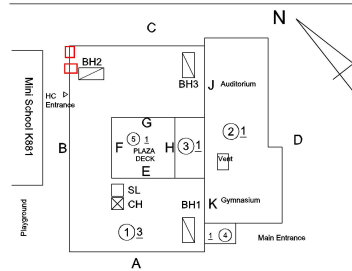 C
N
BH2
BH3
J
Auditorium
HC
Entrance
Mini School K681
G
F
5 1
PLAZA
DECK
H
3 1
2 1
D
B
E
Vent
SL
CH
BH1
K
Gymnasium
Playground
1 3
1 4
Main Entrance
A